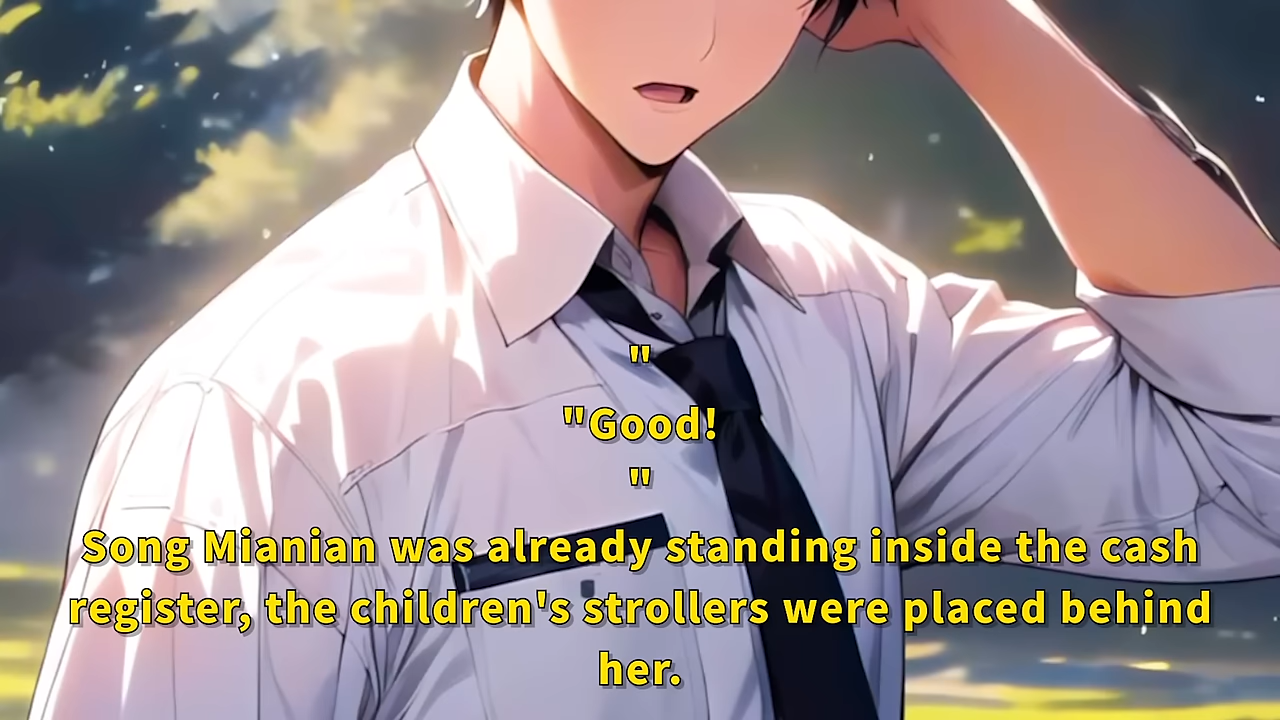 "
"Good!
"
Song Mianian was already standing inside the cash
register, the children's strollers were placed behind
her.